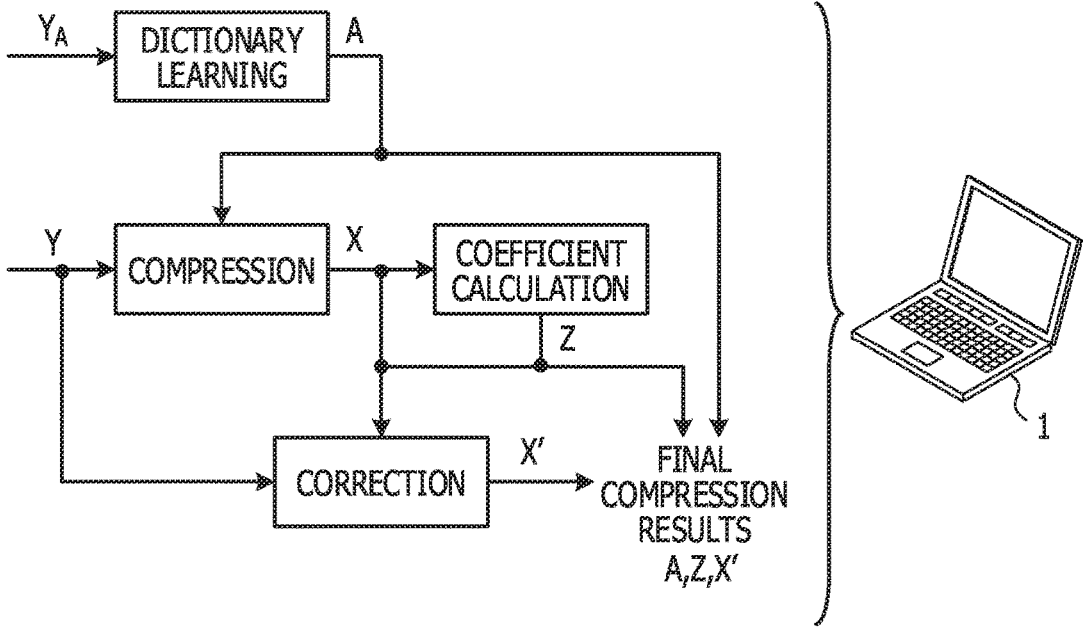 Y_A
DICTIONARY
LEARNING
A
Y
COMPRESSION
X
COEFFICIENT
CALCULATION
Z
1
CORRECTION
X'
FINAL
COMPRESSION
RESULTS
A,Z,X'